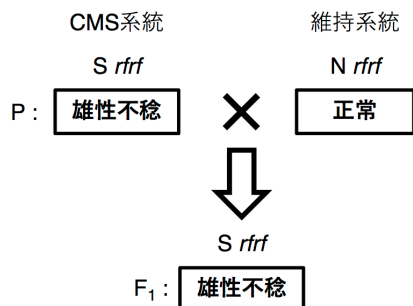 CMS系統 維持系統
S rfrf N rfrf
P : 雄性不稔 正常
S rfrf
F₁ : 雄性不稔